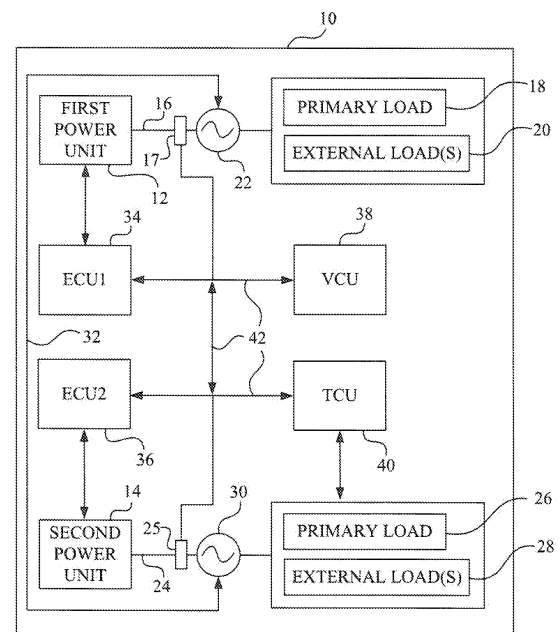 10
16
18
FIRST
POWER
UNIT
PRIMARY LOAD
20
EXTERNAL LOAD(S)
17
22
12
34
38
ECU1
VCU
32
42
ECU2
TCU
36
40
14
30
26
25
SECOND
POWER
UNIT
PRIMARY LOAD
28
EXTERNAL LOAD(S)
24